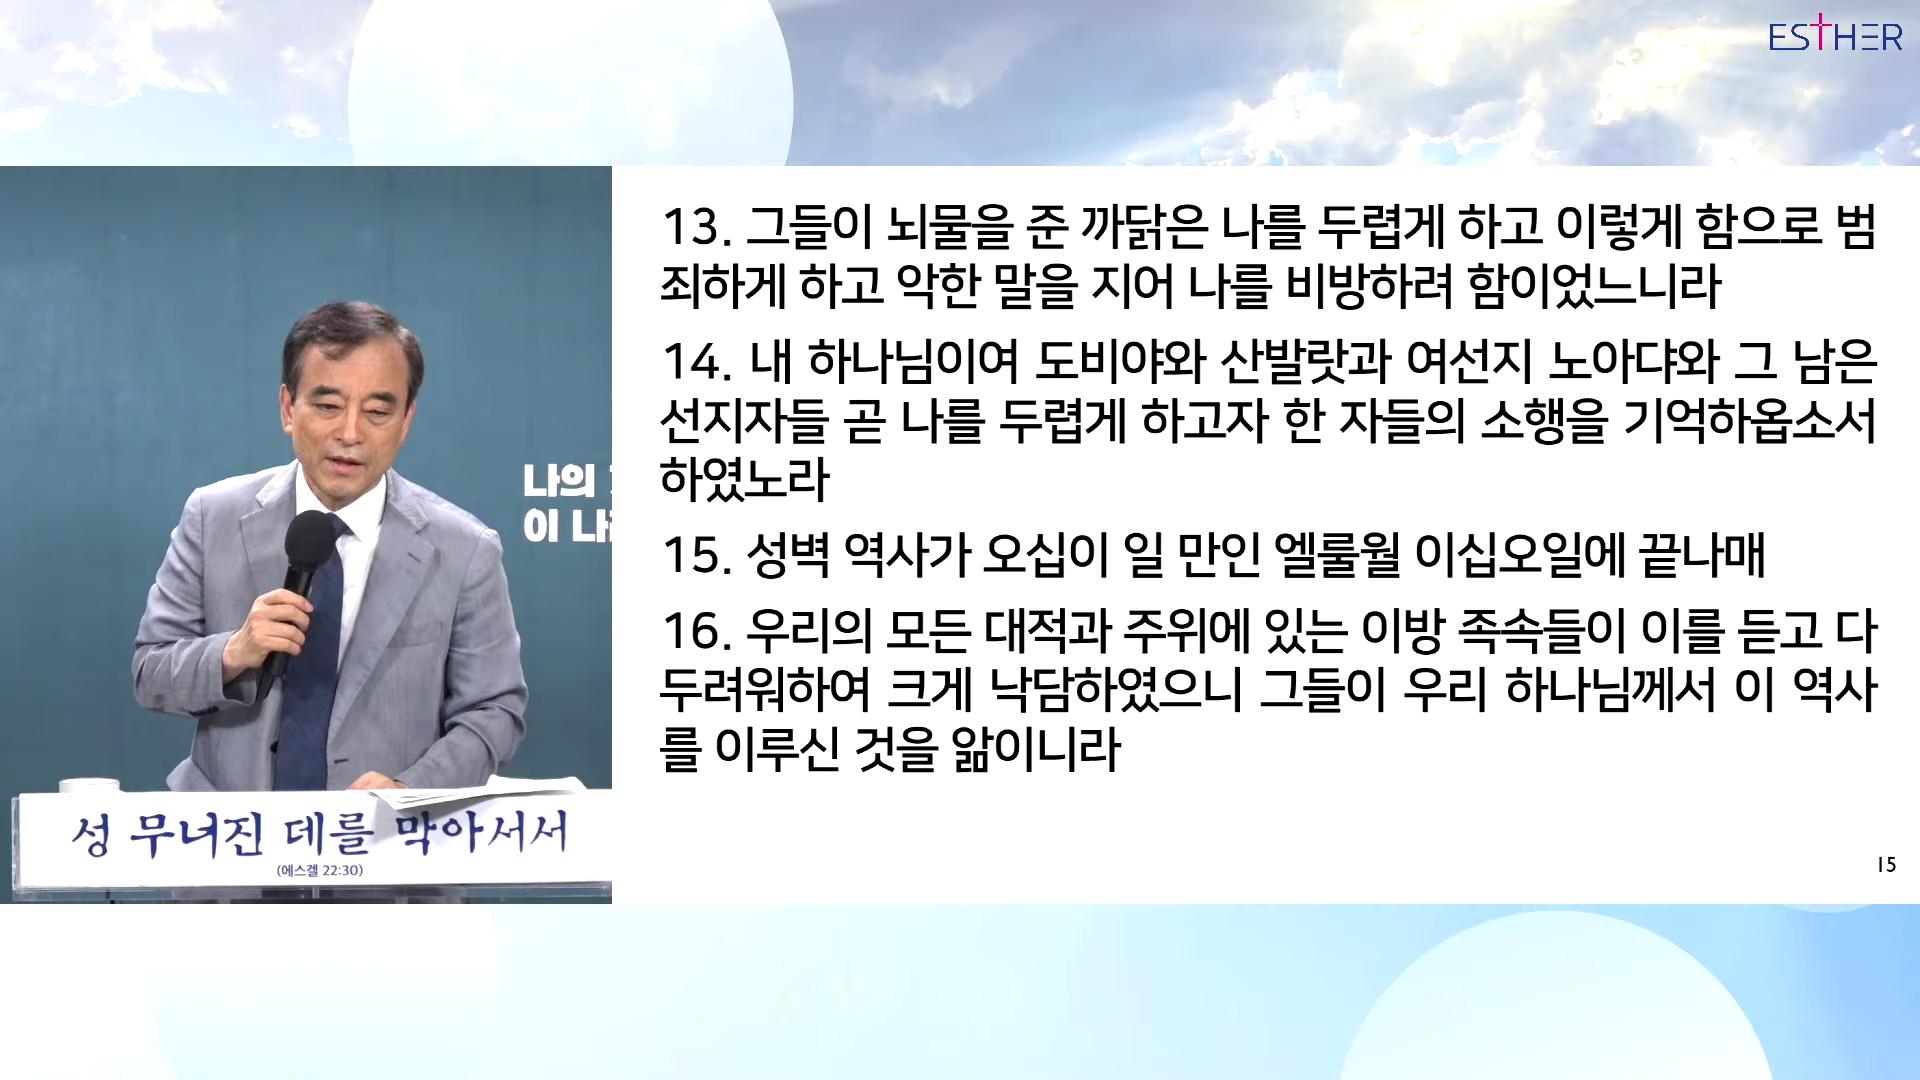 ESTHER
나의
이 나
성 무너진 데를 막아서서
(에스겔 22:30)
13. 그들이 뇌물을 준 까닭은 나를 두렵게 하고 이렇게 함으로 범
죄하게 하고 악한 말을 지어 나를 비방하려 함이었느니라
14. 내 하나님이여 도비야와 산발랏과 여선지 노아댜와 그 남은
선지자들 곧 나를 두렵게 하고자 한 자들의 소행을 기억하옵소서
하였노라
15. 성벽 역사가 오십이 일 만인 엘룰월 이십오일에 끝나매
16. 우리의 모든 대적과 주위에 있는 이방 족속들이 이를 듣고 다
두려워하여 크게 낙담하였으니 그들이 우리 하나님께서 이 역사
를 이루신 것을 앎이니라
15